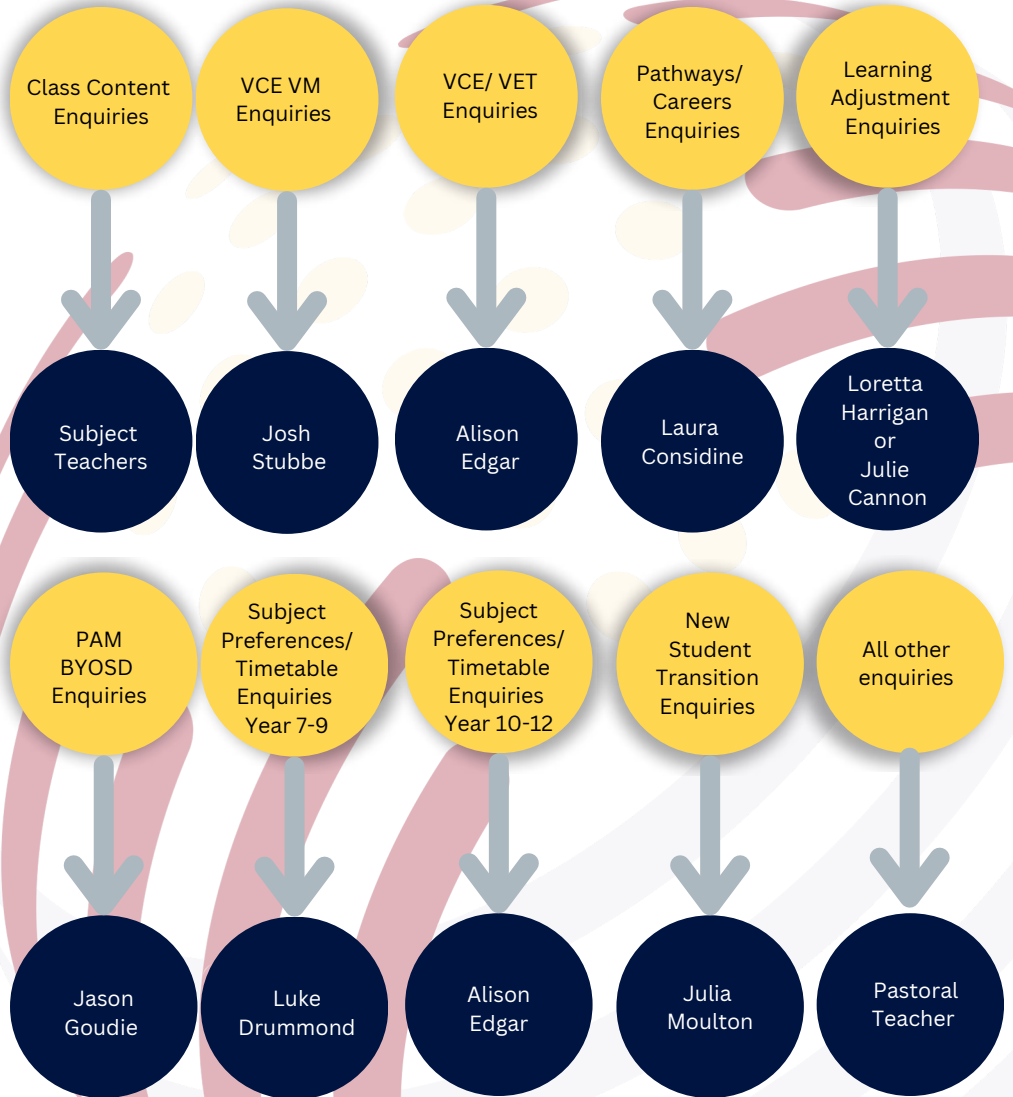 Class Content
Enquiries
VCE VM
Enquiries
VCE/ VET
Enquiries
Pathways/
Careers
Enquiries
Learning
Adjustment
Enquiries
Subject
Teachers
Josh
Stubbe
Alison
Edgar
Laura
Considine
Loretta
Harrigan
or
Julie
Cannon
PAM
BYOSD
Enquiries
Subject
Preferences/
Timetable
Enquiries
Year 7-9
Subject
Preferences/
Timetable
Enquiries
Year 10-12
New
Student
Transition
Enquiries
All other
enquiries
Jason
Goudie
Luke
Drummond
Alison
Edgar
Julia
Moulton
Pastoral
Teacher